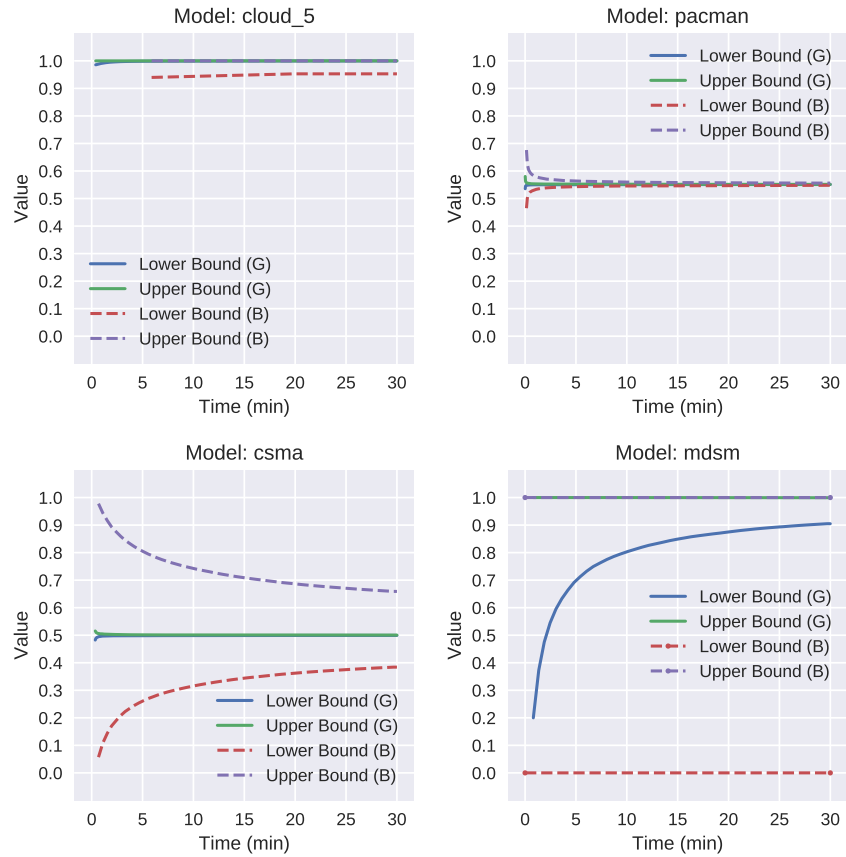 Model: cloud_5
1.0
0.9
0.8
0.7
0.6
0.5
0.4
0.3
0.2
0.1
0.0
Value
Lower Bound (G)
Upper Bound (G)
Lower Bound (B)
Upper Bound (B)
0 5 10 15 20 25 30
Time (min)
Model: pacman
1.0
0.9
0.8
0.7
0.6
0.5
0.4
0.3
0.2
0.1
0.0
Value
Lower Bound (G)
Upper Bound (G)
Lower Bound (B)
Upper Bound (B)
0 5 10 15 20 25 30
Time (min)
Model: csma
1.0
0.9
0.8
0.7
0.6
0.5
0.4
0.3
0.2
0.1
0.0
Value
Lower Bound (G)
Upper Bound (G)
Lower Bound (B)
Upper Bound (B)
0 5 10 15 20 25 30
Time (min)
Model: mdsm
1.0
0.9
0.8
0.7
0.6
0.5
0.4
0.3
0.2
0.1
0.0
Value
Lower Bound (G)
Upper Bound (G)
Lower Bound (B)
Upper Bound (B)
0 5 10 15 20 25 30
Time (min)